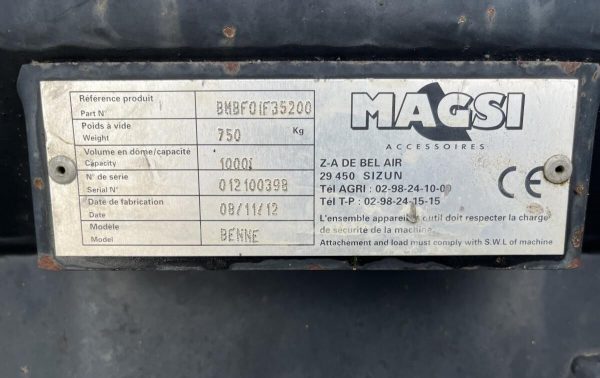 Référence produit
Part N° BMBF01F35200
Poids à vide
Weight 750 Kg
Volume en dôme/capacité
Capacity 1000l
N° de série
Serial N° 012100398
Date de fabrication
Date 08/11/12
Modèle
Model BENNE
MAGSI
ACCESSOIRES
Z-A DE BEL AIR
29 450 SIZUN
Tél AGRI : 02-98-24-10-0
Tél T-P : 02-98-24-15-15
CE
L'ensemble appareil outil doit respecter la charge
de sécurité de la machine
Attachement and load must comply with S.W.L of machine